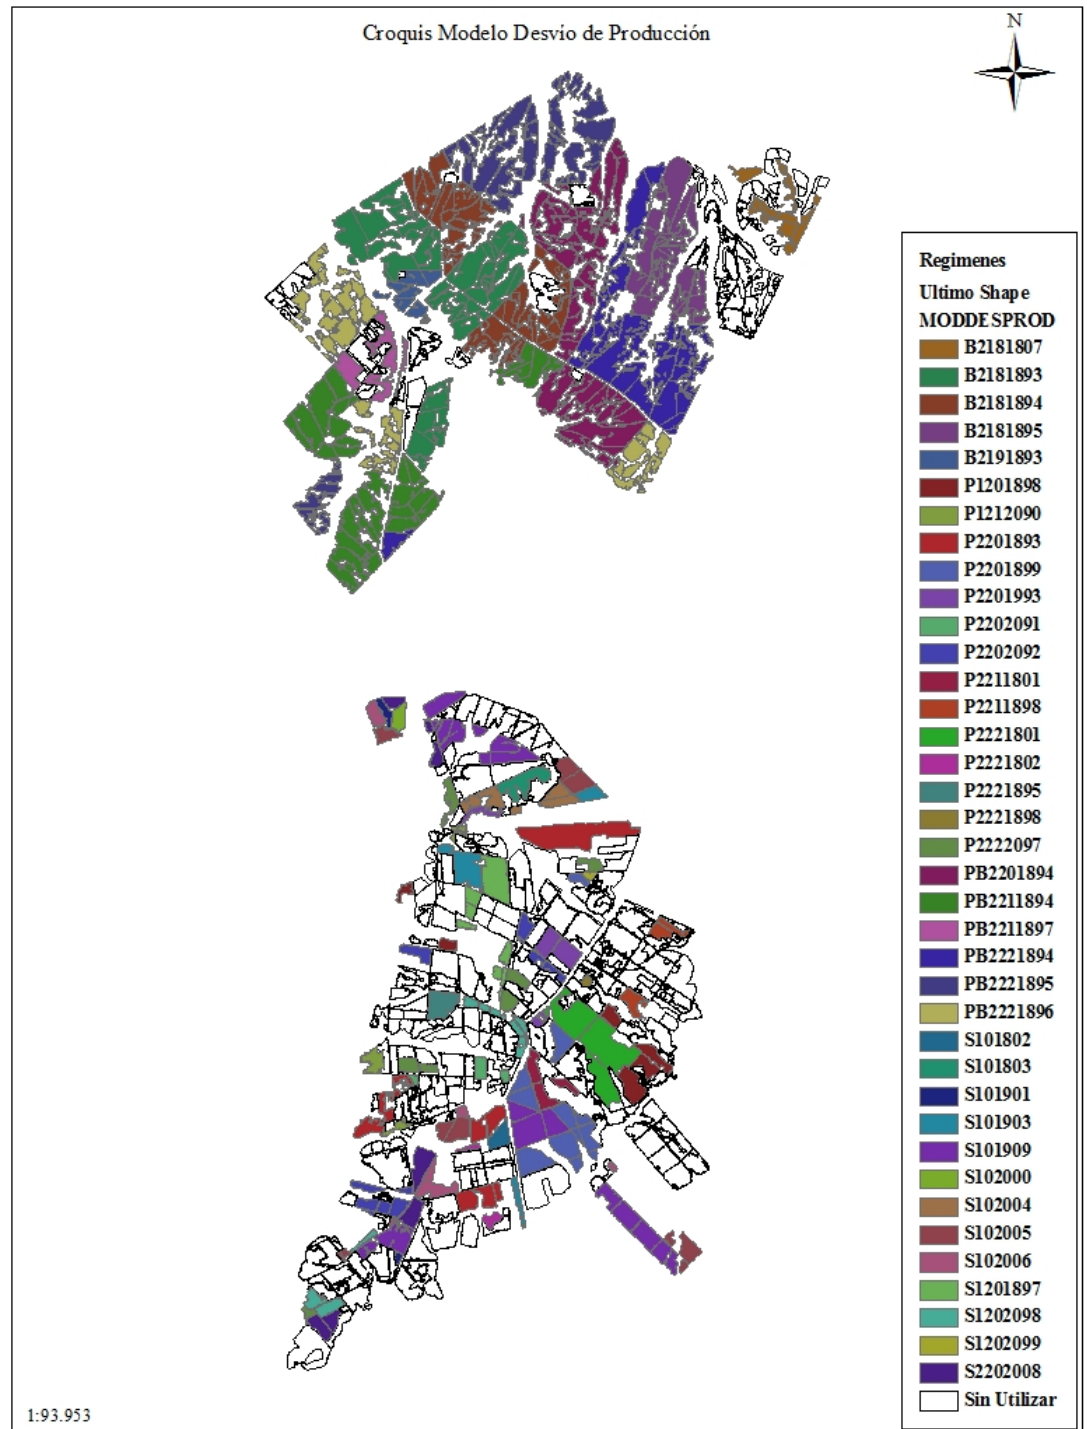 Croquis Modelo Desvío de Producción
N
Regimenes
Ultimo Shape
MODDESPROD
B2181807
B2181893
B2181894
B2181895
B2191893
P1201898
P1212090
P2201893
P2201899
P2201993
P2202091
P2202092
P2211801
P2211898
P2221801
P2221802
P2221895
P2221898
P2222097
PB2201894
PB2211894
PB2211897
PB2221894
PB2221895
PB2221896
S101802
S101803
S101901
S101903
S101909
S102000
S102004
S102005
S102006
S1201897
S1202098
S1202099
S2202008
Sin Utilizar
1:93.953